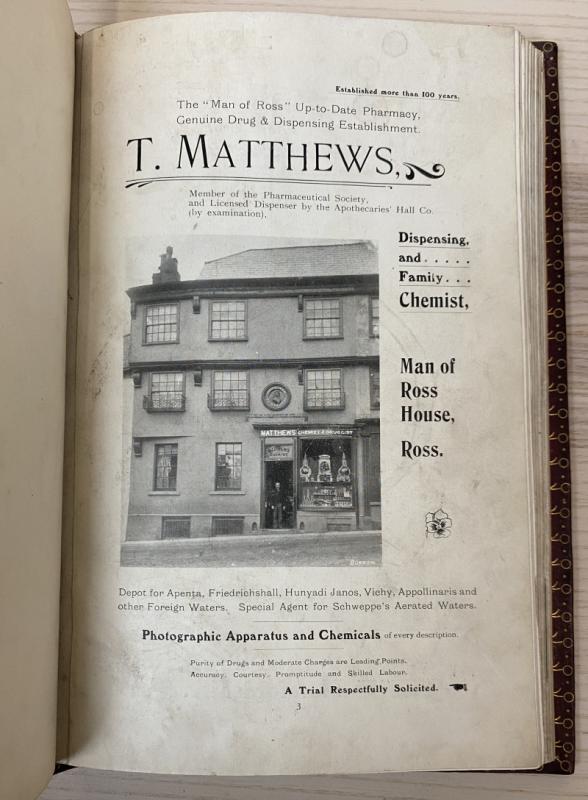 Established more than 100 years.
The "Man of Ross" Up-to-Date Pharmacy,
Genuine Drug & Dispensing Establishment.
T. MATTHEWS,
Member of the Pharmaceutical Society,
and Licensed Dispenser by the Apothecaries' Hall Co.
(by examination),
Dispensing,
and . . . . .
Family . . .
Chemist,
Man of
Ross
House,
Ross.
MATTHEWS CHEMIST & DRUGGIST
Depot for Apenta, Friedrichshall, Hunyadi Janos, Vichy, Appollinaris and
other Foreign Waters. Special Agent for Schweppe's Aerated Waters.
Photographic Apparatus and Chemicals of every description.
Purity of Drugs and Moderate Charges are Leading Points.
Accuracy, Courtesy, Promptitude and Skilled Labour.
A Trial Respectfully Solicited.
3